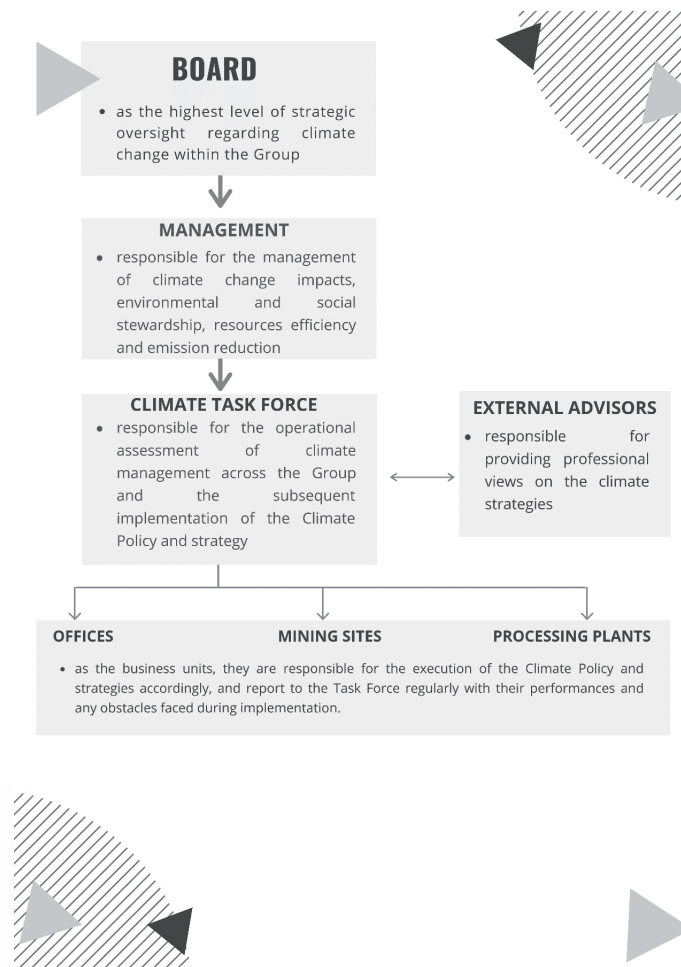 BOARD
• as the highest level of strategic
oversight regarding climate
change within the Group
MANAGEMENT
• responsible for the management
of climate change impacts,
environmental and social
stewardship, resources efficiency
and emission reduction
CLIMATE TASK FORCE
• responsible for the operational
assessment of climate
management across the Group
and the subsequent
implementation of the Climate
Policy and strategy
EXTERNAL ADVISORS
• responsible for
providing professional
views on the climate
strategies
OFFICES
MINING SITES
PROCESSING PLANTS
• as the business units, they are responsible for the execution of the Climate Policy and
strategies accordingly, and report to the Task Force regularly with their performances and
any obstacles faced during implementation.